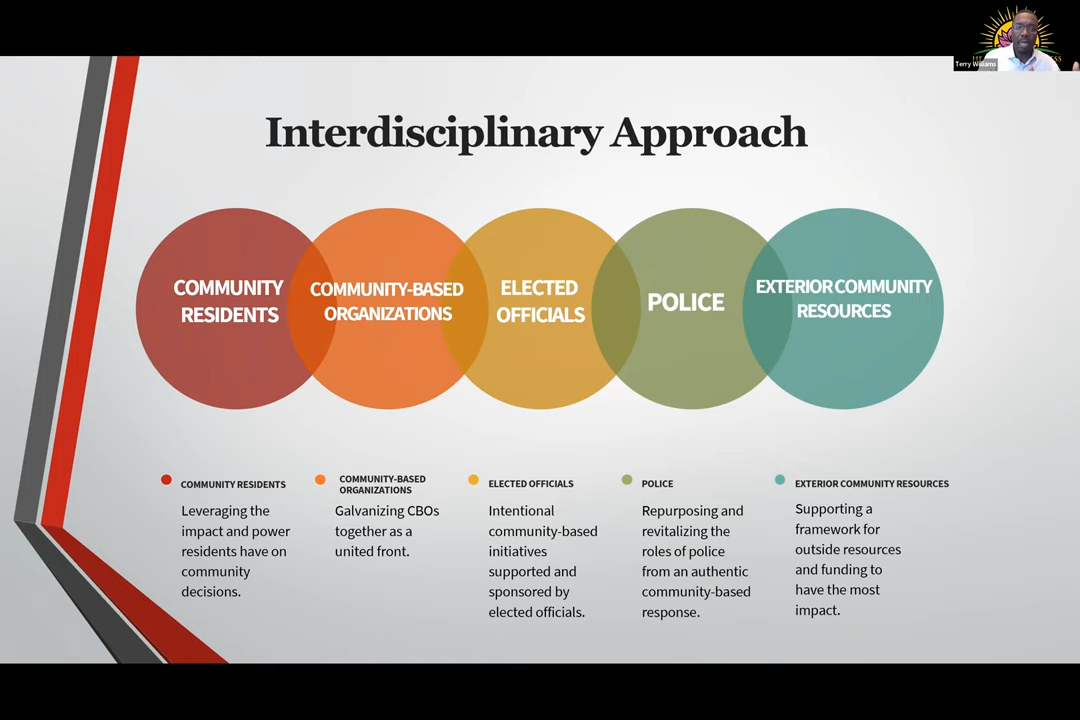 Terry Williams
Interdisciplinary Approach
COMMUNITY
RESIDENTS
COMMUNITY-BASED
ORGANIZATIONS
ELECTED
OFFICIALS
POLICE
EXTERIOR COMMUNITY
RESOURCES
COMMUNITY RESIDENTS
Leveraging the
impact and power
residents have on
community
decisions.
COMMUNITY-BASED
ORGANIZATIONS
Galvanizing CBOs
together as a
united front.
ELECTED OFFICIALS
Intentional
community-based
initiatives
supported and
sponsored by
elected officials.
POLICE
Repurposing and
revitalizing the
roles of police
from an authentic
community-based
response.
EXTERIOR COMMUNITY RESOURCES
Supporting a
framework for
outside resources
and funding to
have the most
impact.